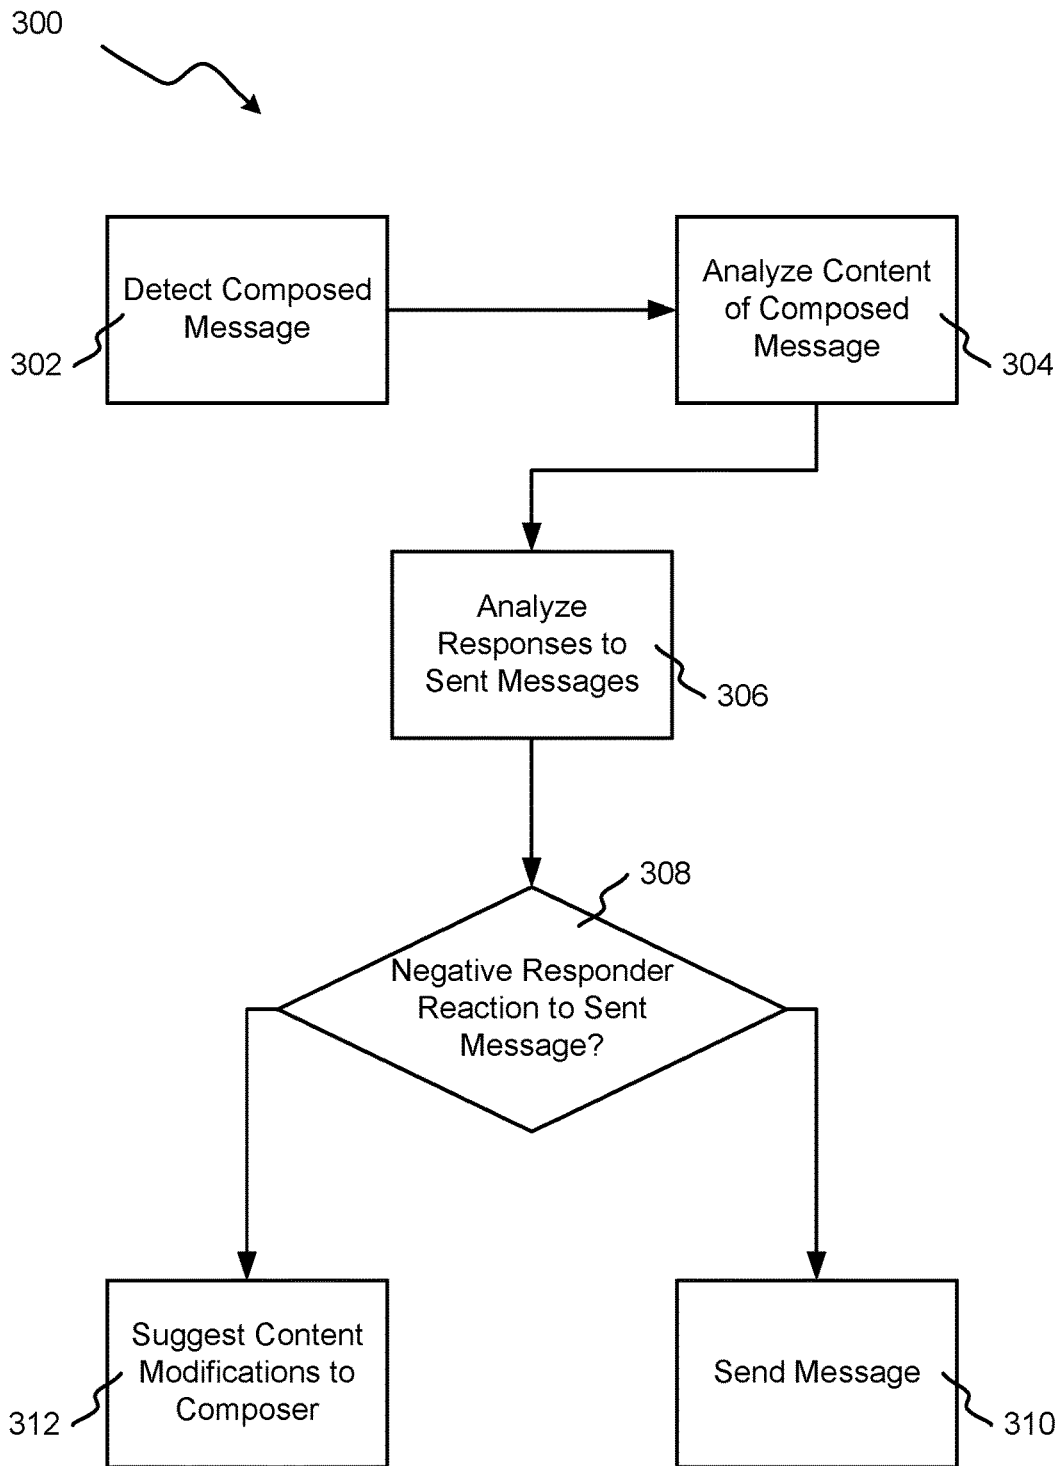 300
Detect Composed
Message
302
Analyze Content
of Composed
Message
304
Analyze
Responses to
Sent Messages
306
308
Negative Responder
Reaction to Sent
Message?
Suggest Content
Modifications to
Composer
312
Send Message
310